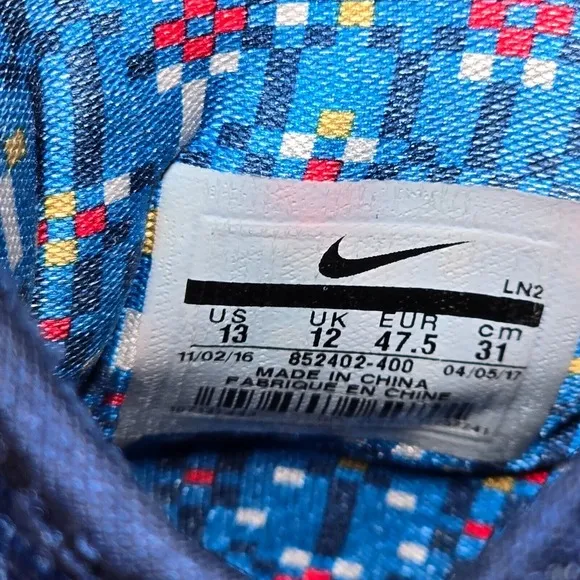 LN2
US UK EUR cm
13 12 47.5 31
11/02/16 852402-400 04/05/17
MADE IN CHINA
FABRIQUE EN CHINE